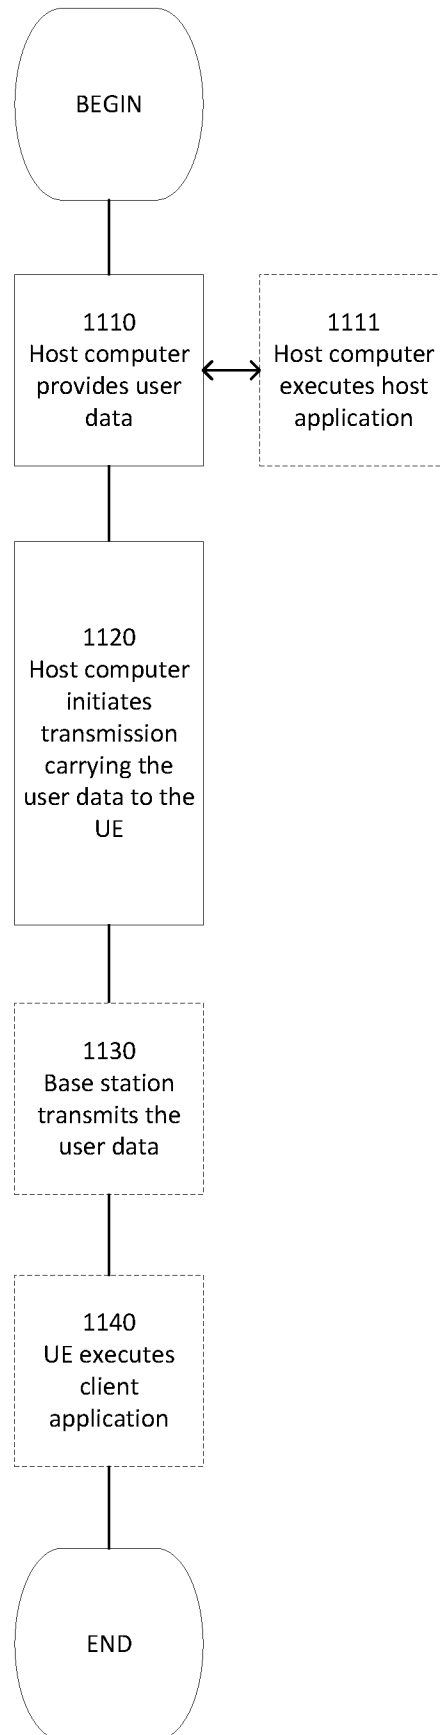 BEGIN
1110
Host computer
provides user
data
1111
Host computer
executes host
application
1120
Host computer
initiates
transmission
carrying the
user data to the
UE
1130
Base station
transmits the
user data
1140
UE executes
client
application
END